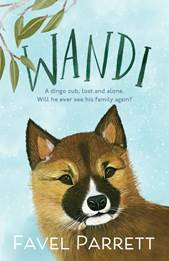 WANDI
A dingo cub, lost and alone.
Will he ever see his family again?
FAVEL PARRETT